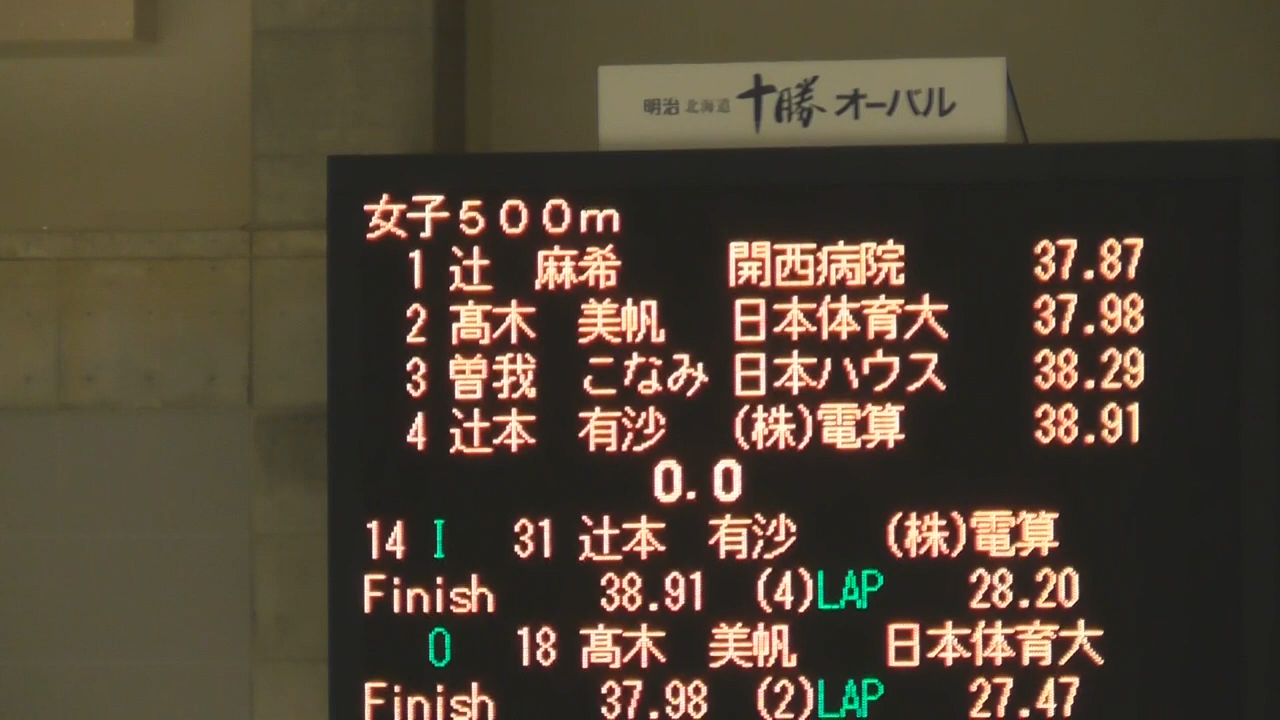 明治 北海道 十勝 オーバル
女子500m
1 辻 麻希 開西病院 37.87
2 髙木 美帆 日本体育大 37.98
3 曽我 こなみ 日本ハウス 38.29
4 辻本 有沙 (株)電算 38.91
0.0
14 I 31 辻本 有沙 (株)電算
Finish 38.91 (4)LAP 28.20
O 18 髙木 美帆 日本体育大
Finish 37.98 (2)LAP 27.47